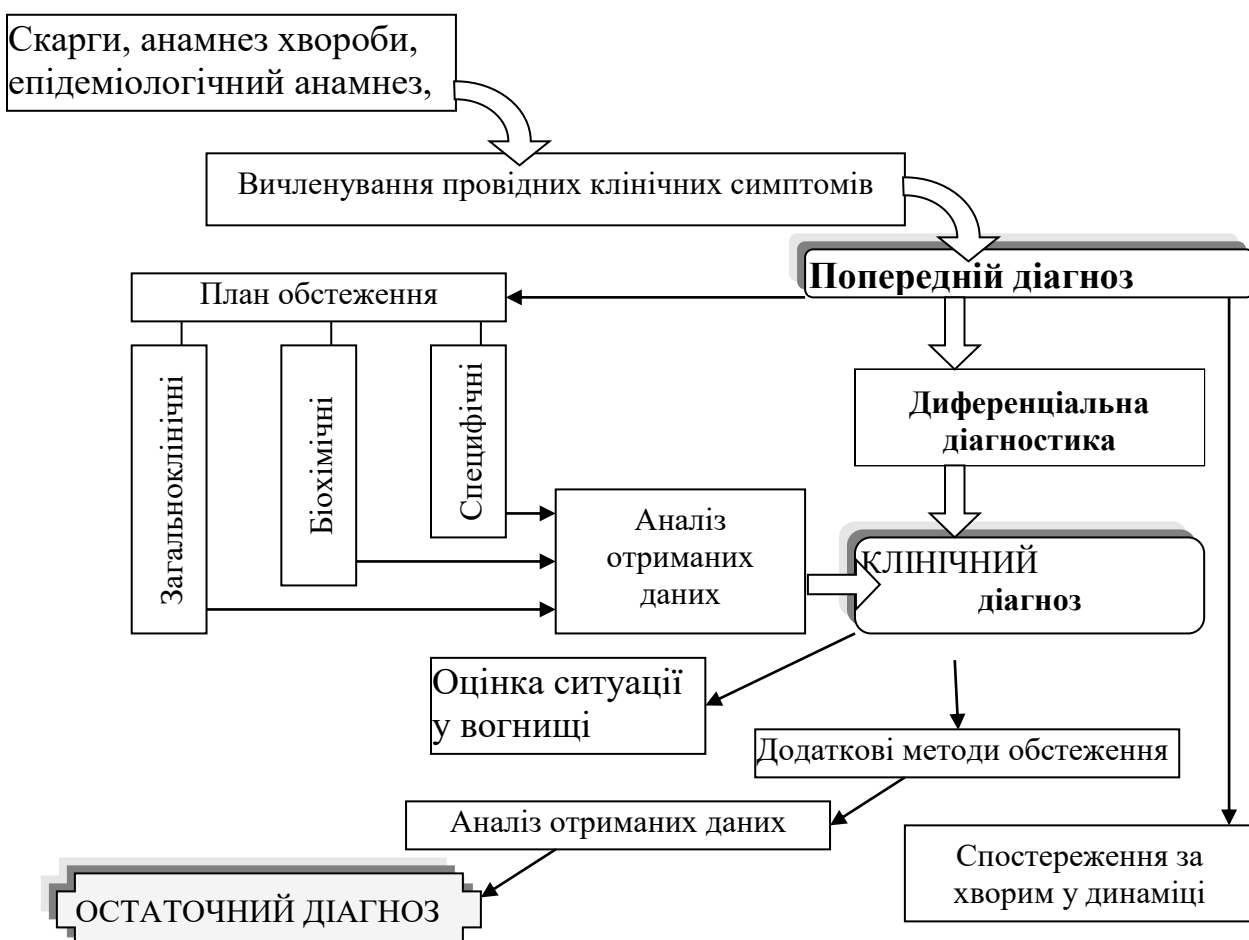 Скарги, анамнез хвороби,
епідеміологічний анамнез,
Вичленування провідних клінічних симптомів
Попередній діагноз
План обстеження
Загальноклінічні
Біохімічні
Специфічні
Диференціальна
діагностика
Аналіз
отриманих
даних
КЛІНІЧНИЙ
діагноз
Оцінка ситуації
у вогнищі
Додаткові методи обстеження
Аналіз отриманих даних
Спостереження за
хворим у динаміці
ОСТАТОЧНИЙ ДІАГНОЗ